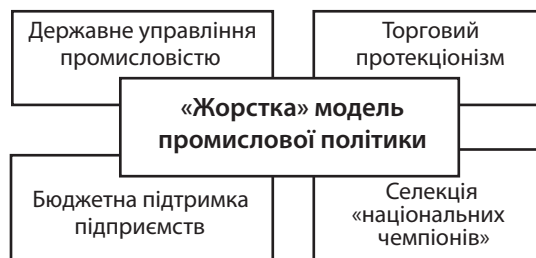 Державне управління
промисловістю
Торговий
протекціонізм
«Жорстка» модель
промислової політики
Бюджетна підтримка
підприємств
Селекція
«національних
чемпіонів»